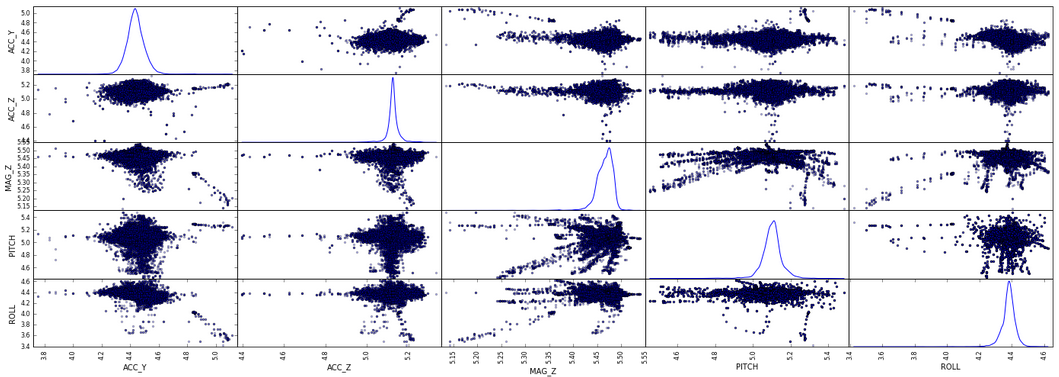 ACC_Y 5.0 4.8 4.6 4.4 4.2 4.0 3.8
ACC_Z 5.2 5.0 4.8 4.6
MAG_Z 5.50 5.45 5.40 5.35 5.30 5.25 5.20 5.15
PITCH 5.4 5.2 5.0 4.8 4.6
ROLL 4.6 4.4 4.2 4.0 3.8 3.6 3.4
3.8 4.0 4.2 4.4 4.6 4.8 5.0 4.4 4.6 4.8 5.0 5.2 5.15 5.20 5.25 5.30 5.35 5.40 5.45 5.50 5.55 4.6 4.8 5.0 5.2 5.4 3.4 3.6 3.8 4.0 4.2 4.4 4.6
ACC_Y ACC_Z MAG_Z PITCH ROLL